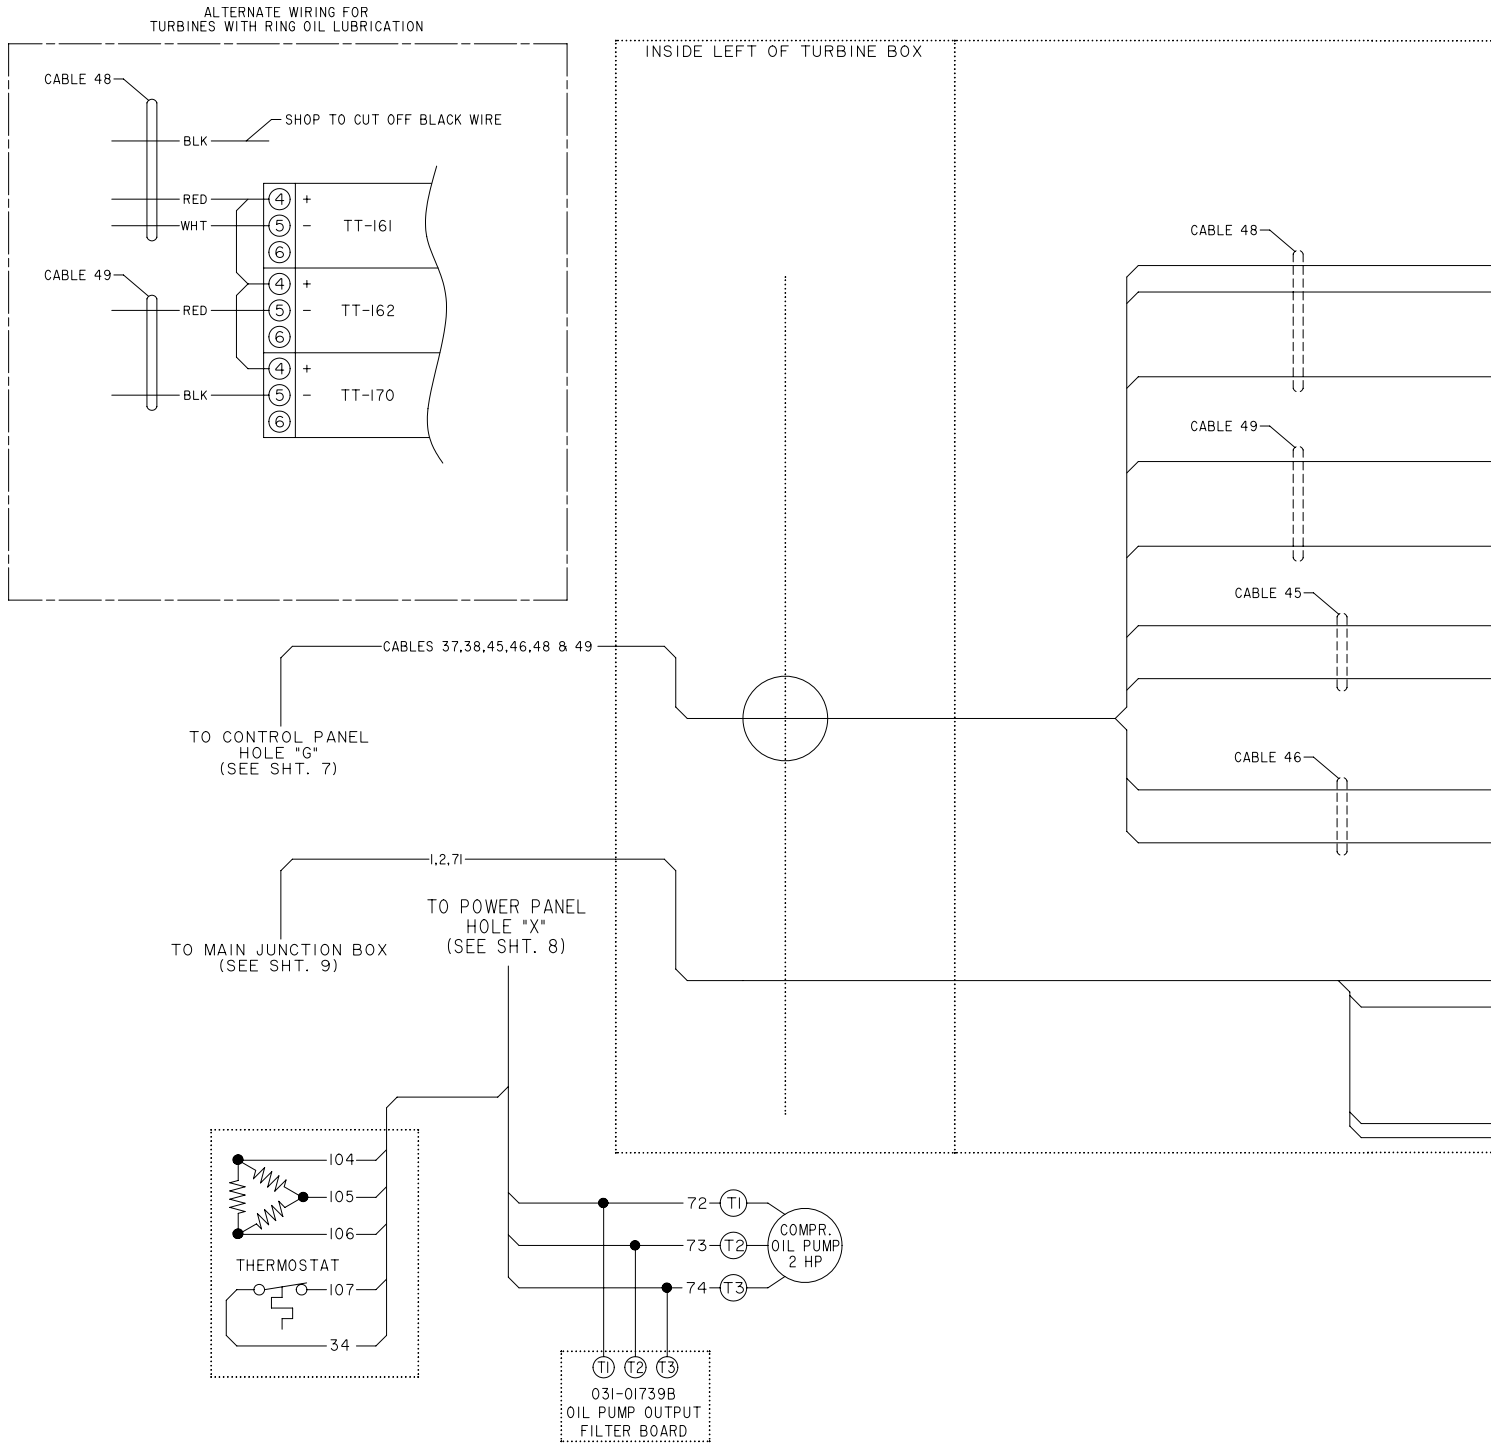 ALTERNATE WIRING FOR
TURBINES WITH RING OIL LUBRICATION
CABLE 48
SHOP TO CUT OFF BLACK WIRE
BLK
RED
4 +
WHT
5 - TT-161
6
CABLE 49
4 +
RED
5 - TT-162
6
4 +
BLK
5 - TT-170
6
INSIDE LEFT OF TURBINE BOX
CABLE 48
CABLE 49
CABLE 45
CABLE 46
CABLES 37,38,45,46,48 & 49
TO CONTROL PANEL
HOLE "G"
(SEE SHT. 7)
1,2,71
TO MAIN JUNCTION BOX
(SEE SHT. 9)
TO POWER PANEL
HOLE "X"
(SEE SHT. 8)
104
105
106
THERMOSTAT
107
34
72 T1
73 T2
74 T3
COMPR.
OIL PUMP
2 HP
T1 T2 T3
031-01739B
OIL PUMP OUTPUT
FILTER BOARD